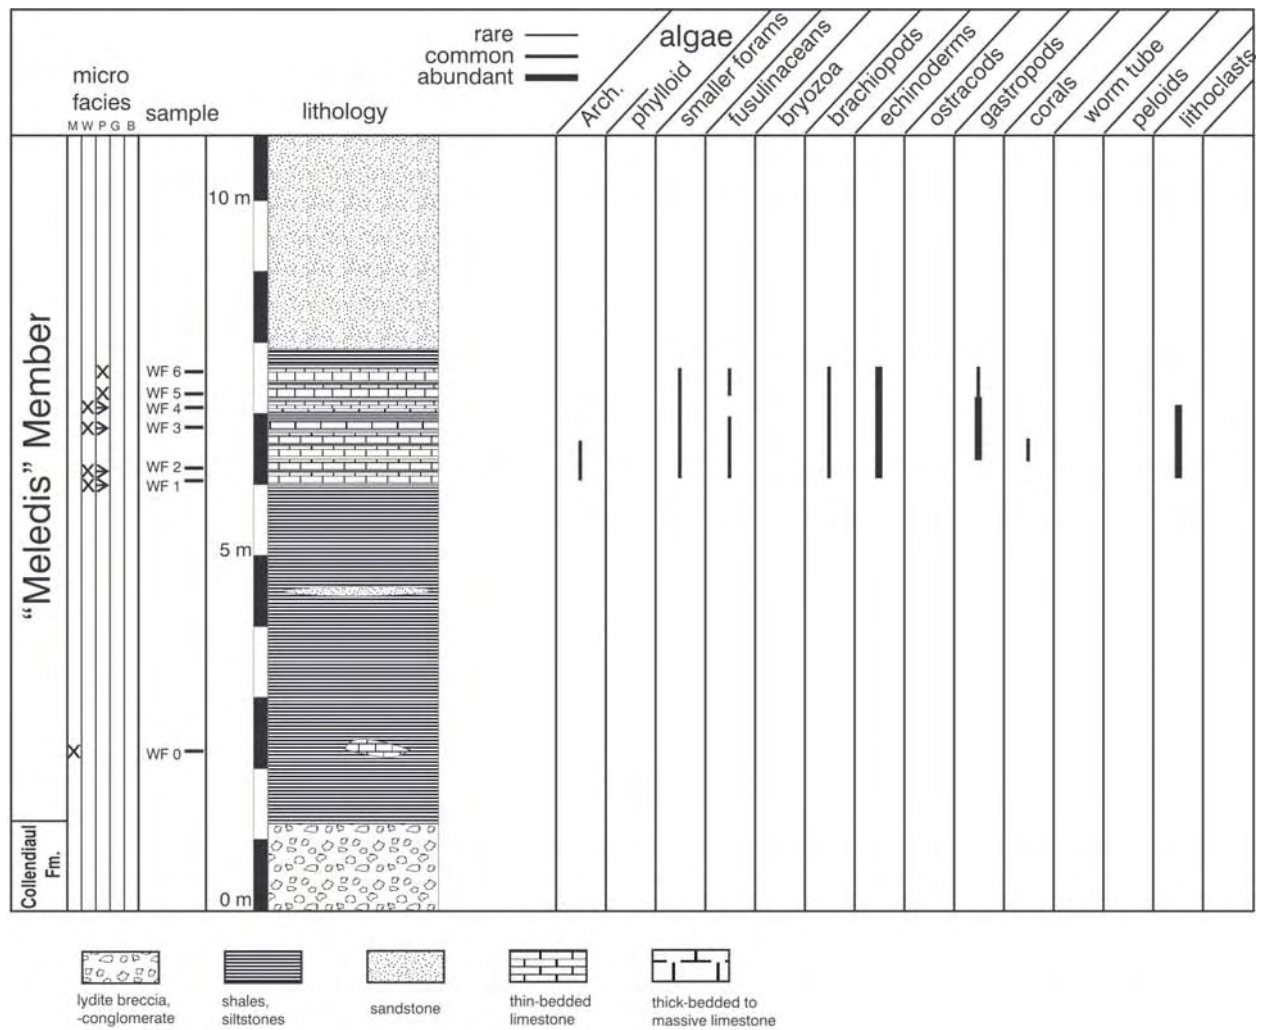 rare
common
abundant
algae
Arch.
phylloid
smaller forams
fusulinaceans
bryozoa
brachiopods
echinoderms
ostracods
gastropods
corals
worm tube
peloids
lithoclasts
micro
facies
M W P G B
sample
lithology
10 m
5 m
0 m
"Meledis" Member
Collendiaul
Fm.
WF 6
WF 5
WF 4
WF 3
WF 2
WF 1
WF 0
lydite breccia,
-conglomerate
shales,
siltstones
sandstone
thin-bedded
limestone
thick-bedded to
massive limestone